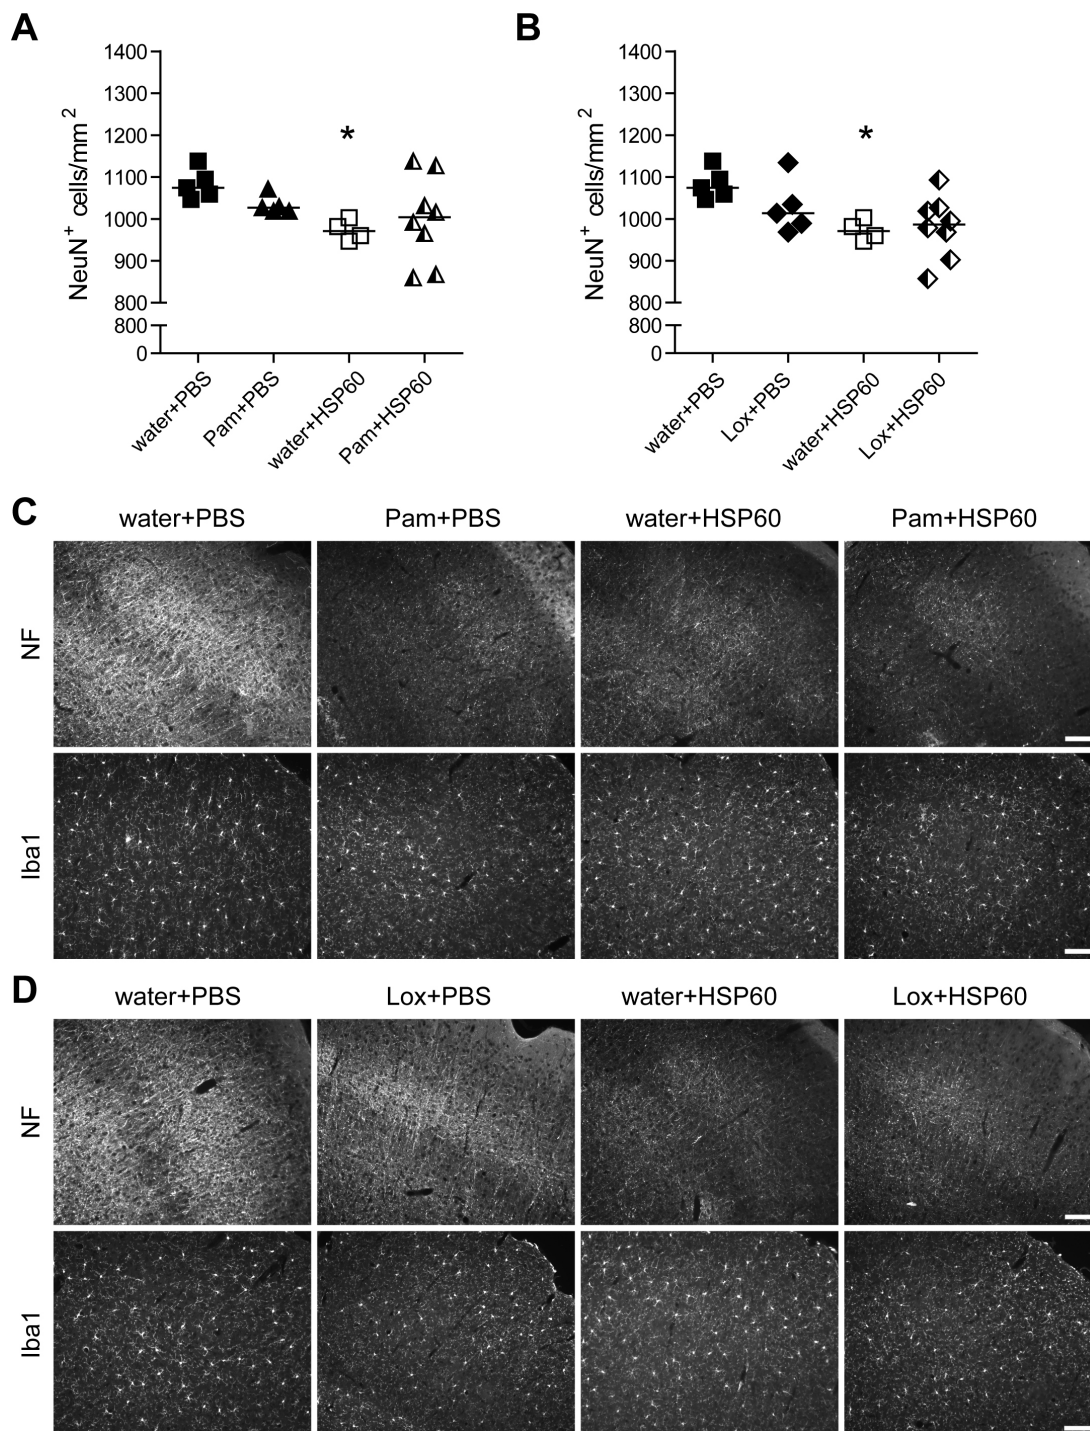 A
B
NeuN+ cells/mm2
1400
1300
1200
1100
1000
900
800
800
0
*
water+PBS
Pam+PBS
water+HSP60
Pam+HSP60
NeuN+ cells/mm2
1400
1300
1200
1100
1000
900
800
800
0
*
water+PBS
Lox+PBS
water+HSP60
Lox+HSP60
C
water+PBS Pam+PBS water+HSP60 Pam+HSP60
NF
Iba1
D
water+PBS Lox+PBS water+HSP60 Lox+HSP60
NF
Iba1